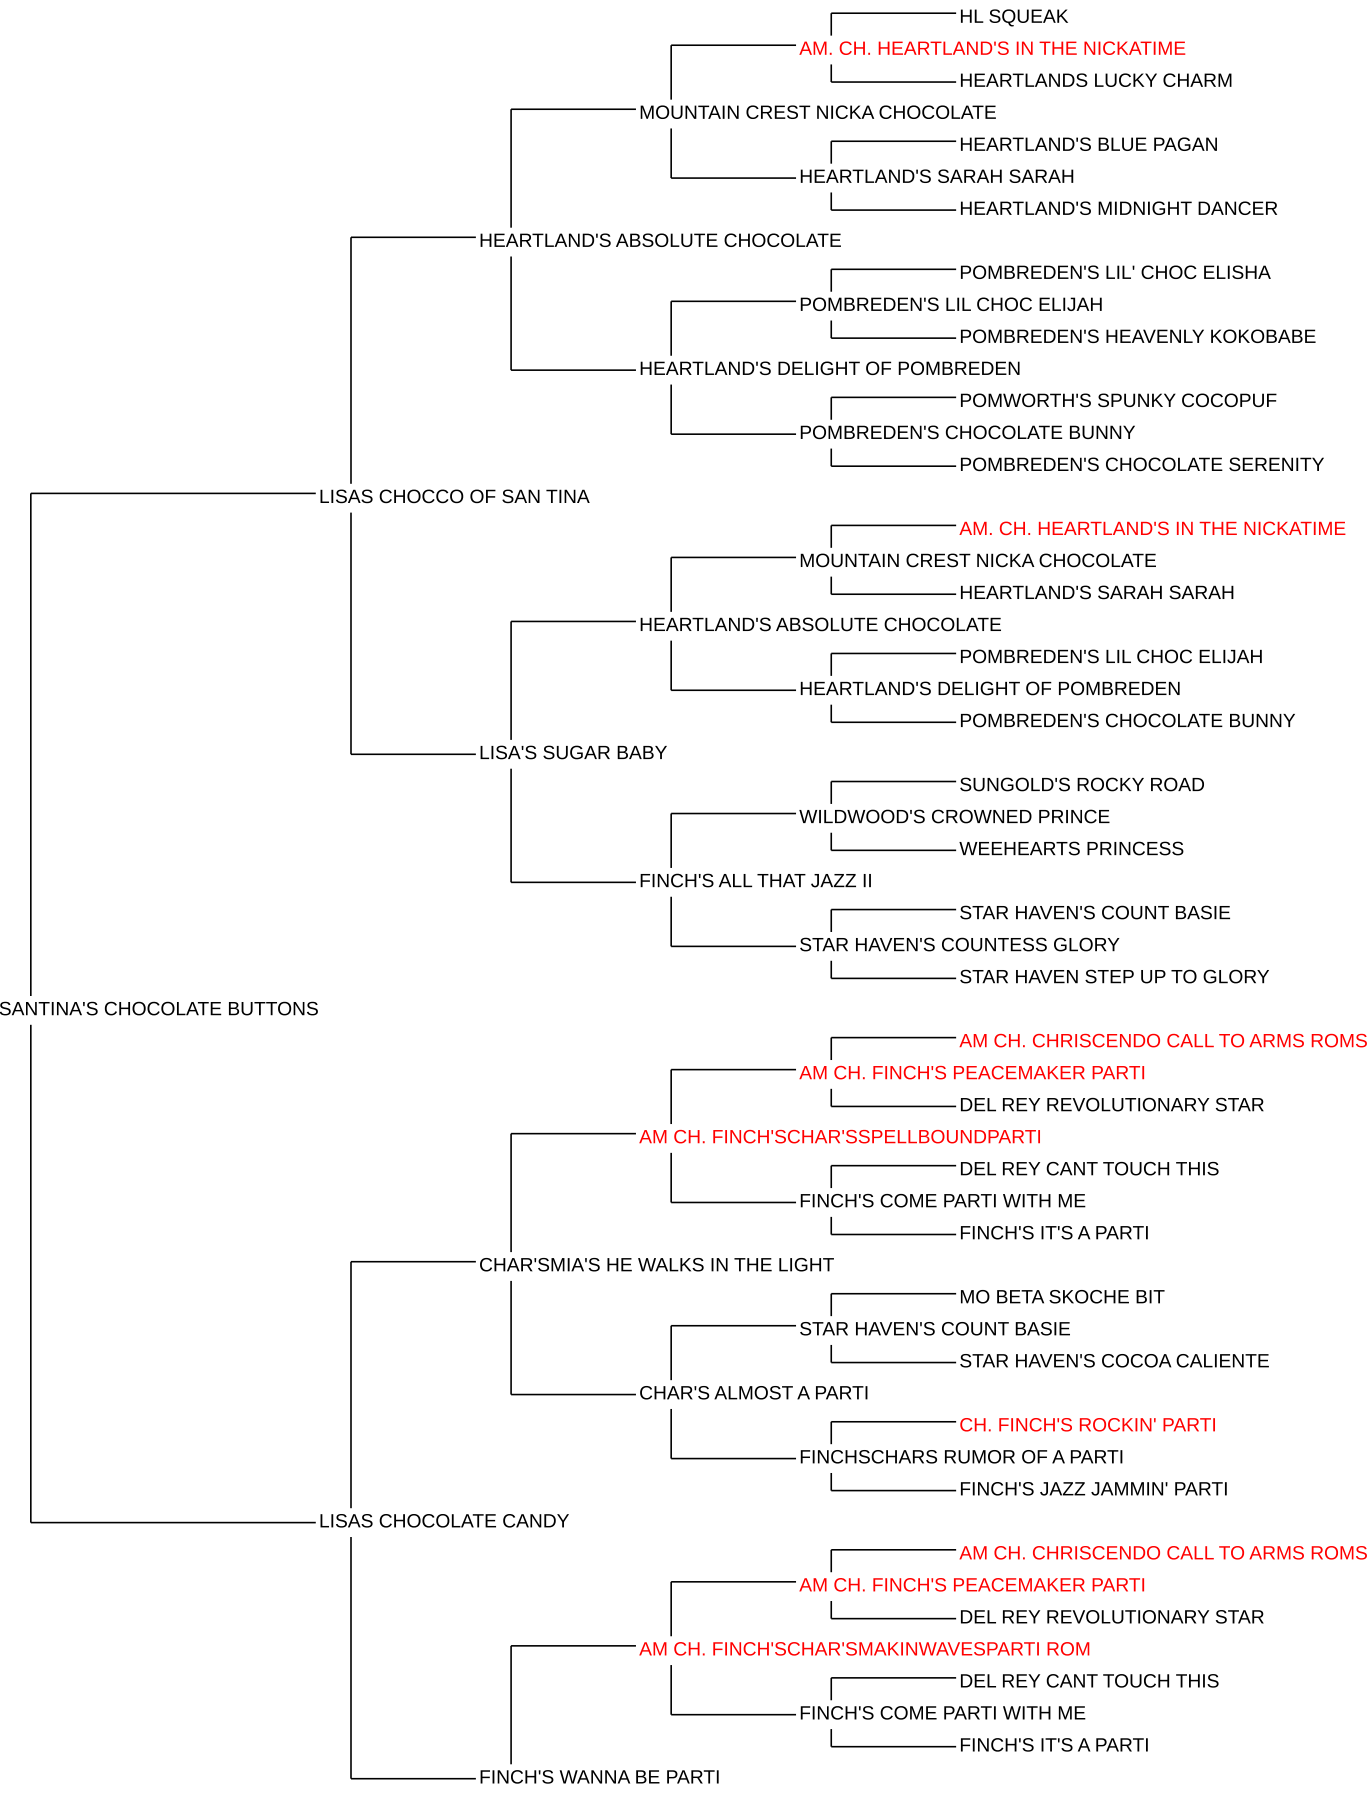 HL SQUEAK
AM. CH. HEARTLAND'S IN THE NICKATIME
HEARTLANDS LUCKY CHARM
MOUNTAIN CREST NICKA CHOCOLATE
HEARTLAND'S BLUE PAGAN
HEARTLAND'S SARAH SARAH
HEARTLAND'S MIDNIGHT DANCER
HEARTLAND'S ABSOLUTE CHOCOLATE
POMBREDEN'S LIL' CHOC ELISHA
POMBREDEN'S LIL CHOC ELIJAH
POMBREDEN'S HEAVENLY KOKOBABE
HEARTLAND'S DELIGHT OF POMBREDEN
POMWORTH'S SPUNKY COCOPUF
POMBREDEN'S CHOCOLATE BUNNY
POMBREDEN'S CHOCOLATE SERENITY
LISAS CHOCCO OF SAN TINA
AM. CH. HEARTLAND'S IN THE NICKATIME
MOUNTAIN CREST NICKA CHOCOLATE
HEARTLAND'S SARAH SARAH
HEARTLAND'S ABSOLUTE CHOCOLATE
POMBREDEN'S LIL CHOC ELIJAH
HEARTLAND'S DELIGHT OF POMBREDEN
POMBREDEN'S CHOCOLATE BUNNY
LISA'S SUGAR BABY
SUNGOLD'S ROCKY ROAD
WILDWOOD'S CROWNED PRINCE
WEEHEARTS PRINCESS
FINCH'S ALL THAT JAZZ II
STAR HAVEN'S COUNT BASIE
STAR HAVEN'S COUNTESS GLORY
STAR HAVEN STEP UP TO GLORY
SANTINA'S CHOCOLATE BUTTONS
AM CH. CHRISCENDO CALL TO ARMS ROMS
AM CH. FINCH'S PEACEMAKER PARTI
DEL REY REVOLUTIONARY STAR
AM CH. FINCH'SCHAR'SSPELLBOUNDPARTI
DEL REY CANT TOUCH THIS
FINCH'S COME PARTI WITH ME
FINCH'S IT'S A PARTI
CHAR'SMIA'S HE WALKS IN THE LIGHT
MO BETA SKOCHE BIT
STAR HAVEN'S COUNT BASIE
STAR HAVEN'S COCOA CALIENTE
CHAR'S ALMOST A PARTI
CH. FINCH'S ROCKIN' PARTI
FINCHSCHARS RUMOR OF A PARTI
FINCH'S JAZZ JAMMIN' PARTI
LISAS CHOCOLATE CANDY
AM CH. CHRISCENDO CALL TO ARMS ROMS
AM CH. FINCH'S PEACEMAKER PARTI
DEL REY REVOLUTIONARY STAR
AM CH. FINCH'SCHAR'SMAKINWAVESPARTI ROM
DEL REY CANT TOUCH THIS
FINCH'S COME PARTI WITH ME
FINCH'S IT'S A PARTI
FINCH'S WANNA BE PARTI